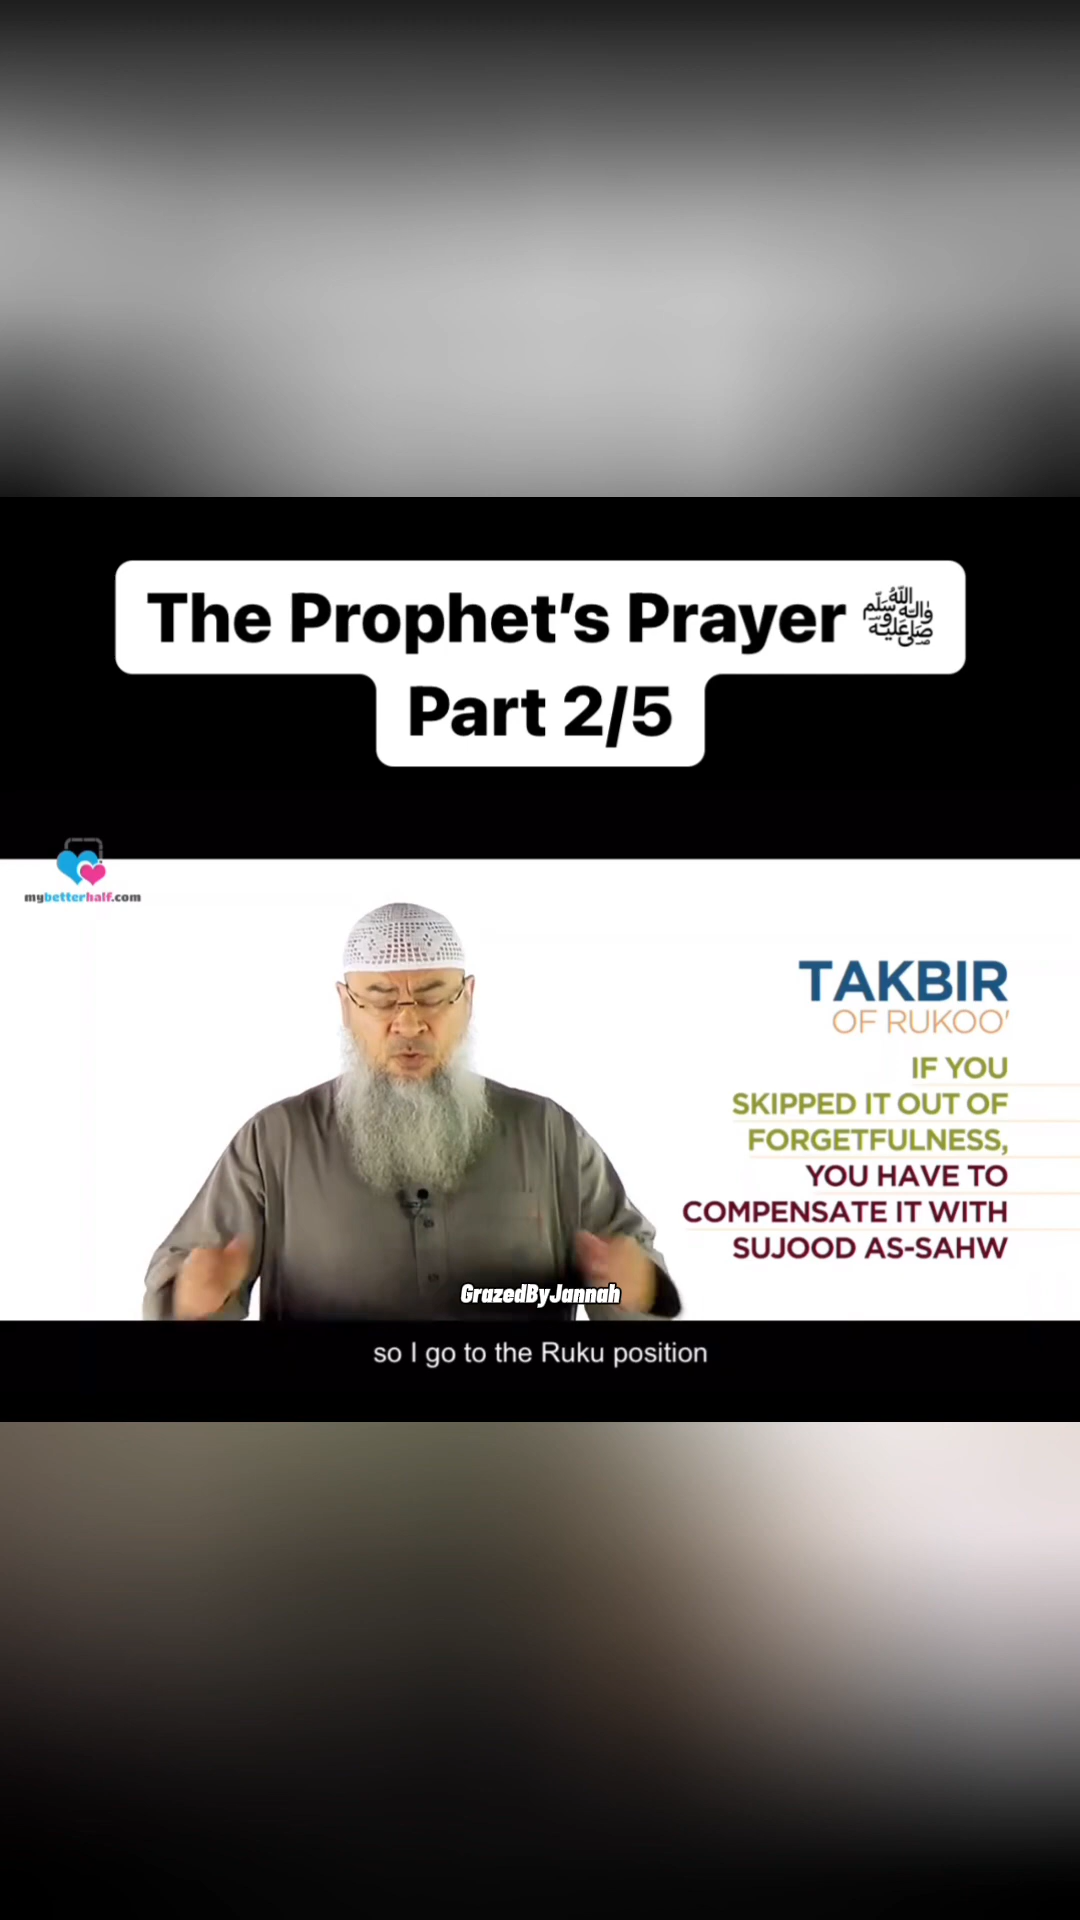 The Prophet's Prayer ﷺ
Part 2/5
mybetterhalf.com
TAKBIR
OF RUKOO'
IF YOU
SKIPPED IT OUT OF
FORGETFULNESS,
YOU HAVE TO
COMPENSATE IT WITH
SUJOOD AS-SAHW
GrazedByJannah
so I go to the Ruku position